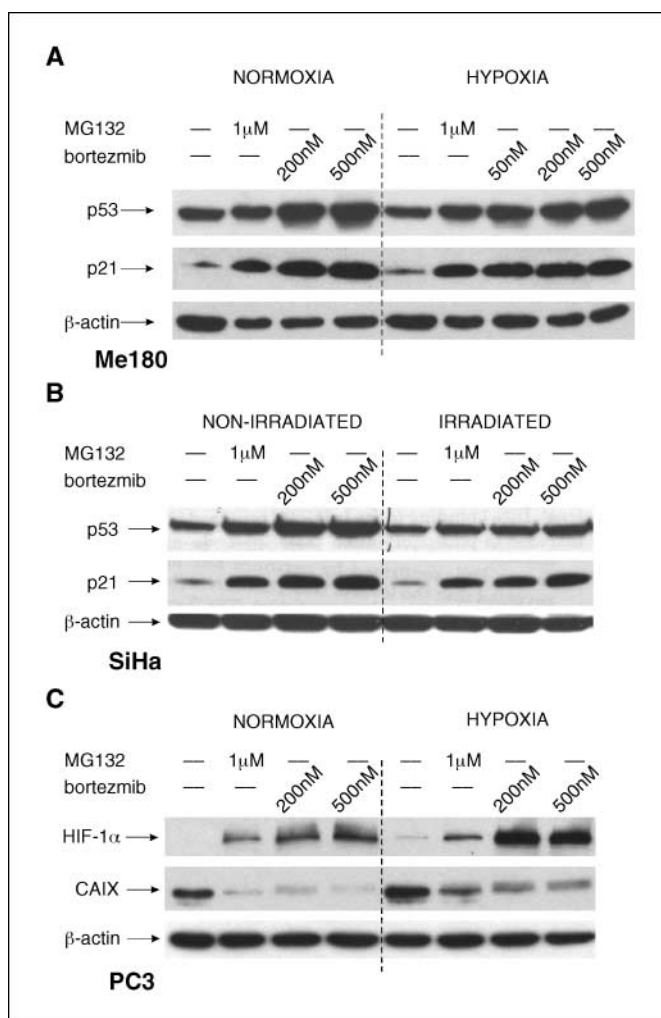 A
NORMOXIA HYPOXIA
MG132 — 1μM — — — 1μM — — —
bortezmib — — 200nM 500nM — — 50nM 200nM 500nM
p53
p21
β-actin
Me180
B
NON-IRRADIATED IRRADIATED
MG132 — 1μM — — — 1μM — —
bortezmib — — 200nM 500nM — — 200nM 500nM
p53
p21
β-actin
SiHa
C
NORMOXIA HYPOXIA
MG132 — 1μM — — — 1μM — —
bortezmib — — 200nM 500nM — — 200nM 500nM
HIF-1α
CAIX
β-actin
PC3